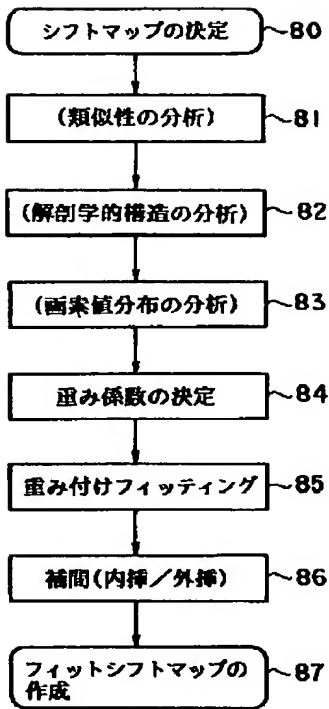 シフトマップの決定 80
(類似性の分析) 81
(解剖学的構造の分析) 82
(画素値分布の分析) 83
重み係数の決定 84
重み付けフィッティング 85
補間(内挿/外挿) 86
フィットシフトマップの
作成 87